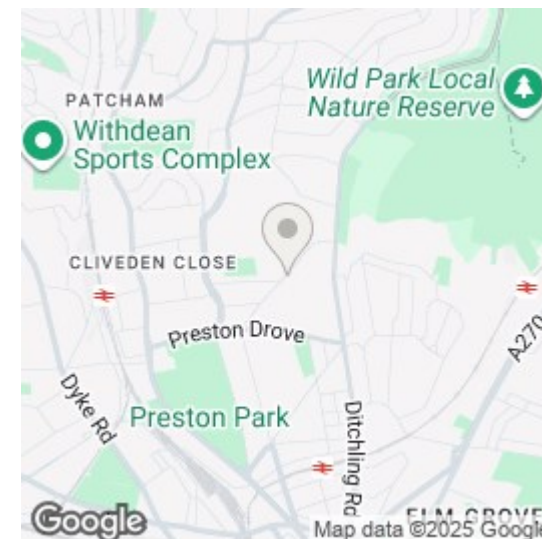 Wild Park Local
Nature Reserve
PATCHAM
Withdean
Sports Complex
CLIVEDEN CLOSE
Preston Drove
A270
Dyke Rd
Preston Park
Ditchling Rd
ELM GROVE
Google
Map data ©2025 Google